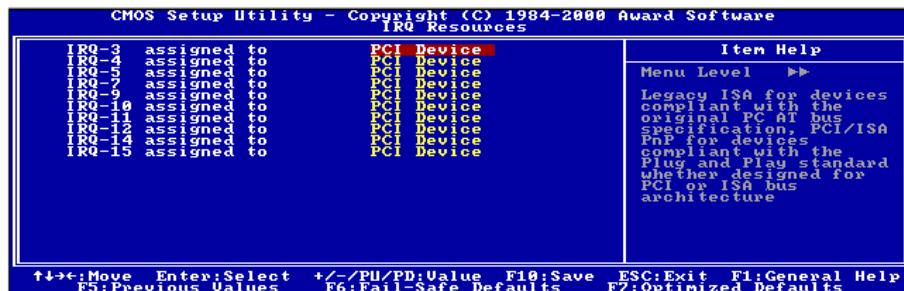 CMOS Setup Utility - Copyright (C) 1984-2000 Award Software
IRQ Resources
IRQ-3 assigned to PCI Device
IRQ-4 assigned to PCI Device
IRQ-5 assigned to PCI Device
IRQ-7 assigned to PCI Device
IRQ-9 assigned to PCI Device
IRQ-10 assigned to PCI Device
IRQ-11 assigned to PCI Device
IRQ-12 assigned to PCI Device
IRQ-14 assigned to PCI Device
IRQ-15 assigned to PCI Device
Item Help
Menu Level ▶▶
Legacy ISA for devices
compliant with the
original PC AT bus
specification, PCI/ISA
PnP for devices
compliant with the
Plug and Play standard
whether designed for
PCI or ISA bus
architecture
↑↓→←:Move Enter:Select +/-/PU/PD:Value F10:Save ESC:Exit F1:General Help
F5:Previous Values F6:Fail-Safe Defaults F7:Optimized Defaults